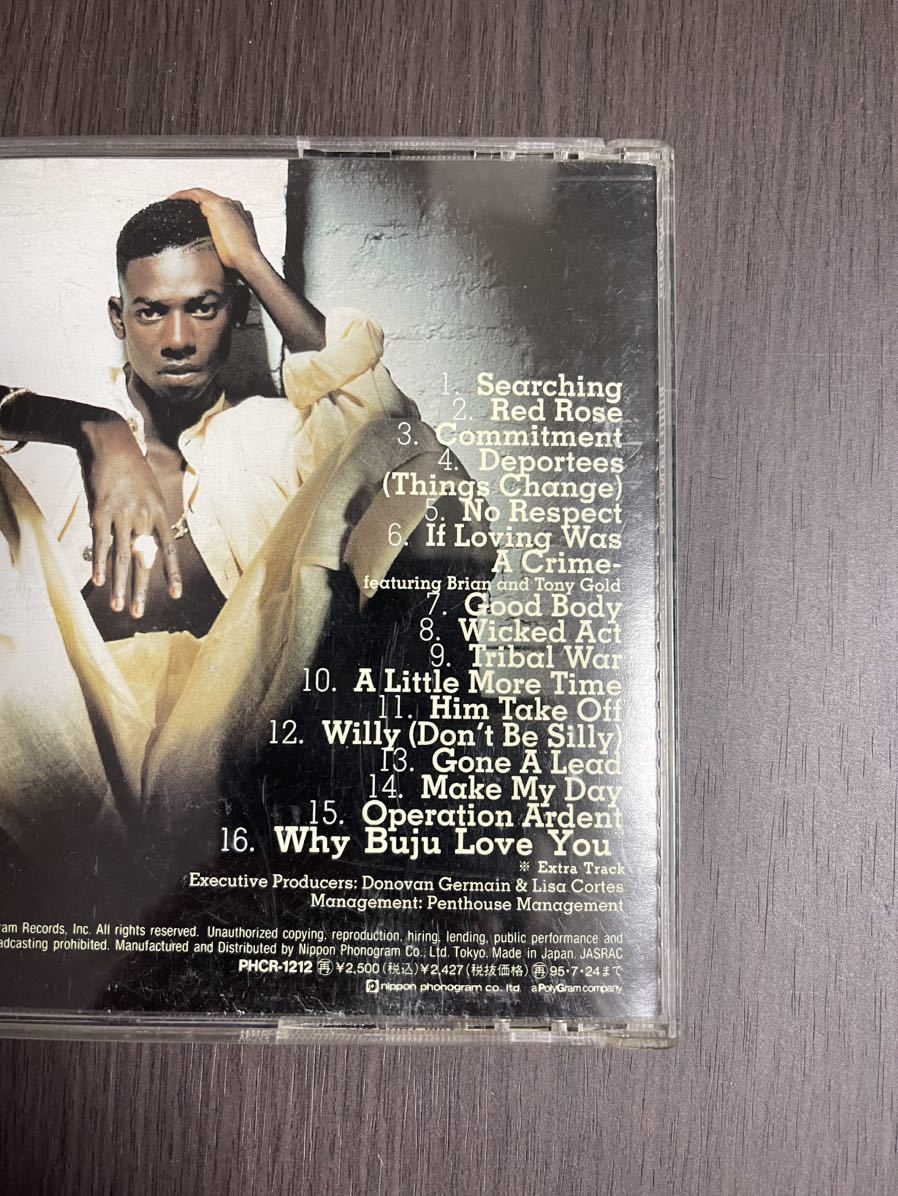 1. Searching
2. Red Rose
3. Commitment
4. Deportees
(Things Change)
5. No Respect
6. If Loving Was
A Crime-
featuring Brian and Tony Gold
7. Good Body
8. Wicked Act
9. Tribal War
10. A Little More Time
11. Him Take Off
12. Willy (Don't Be Silly)
13. Gone A Lead
14. Make My Day
15. Operation Ardent
16. Why Buju Love You
※ Extra Track
Executive Producers: Donovan Germain & Lisa Cortes
Management: Penthouse Management
ram Records, Inc. All rights reserved. Unauthorized copying, reproduction, hiring, lending, public performance and
adcasting prohibited. Manufactured and Distributed by Nippon Phonogram Co., Ltd. Tokyo. Made in Japan. JASRAC
PHCR-1212 再¥2,500(税込)¥2,427(税抜価格) 再95・7・24まで
nippon phonogram co., ltd. a PolyGram company